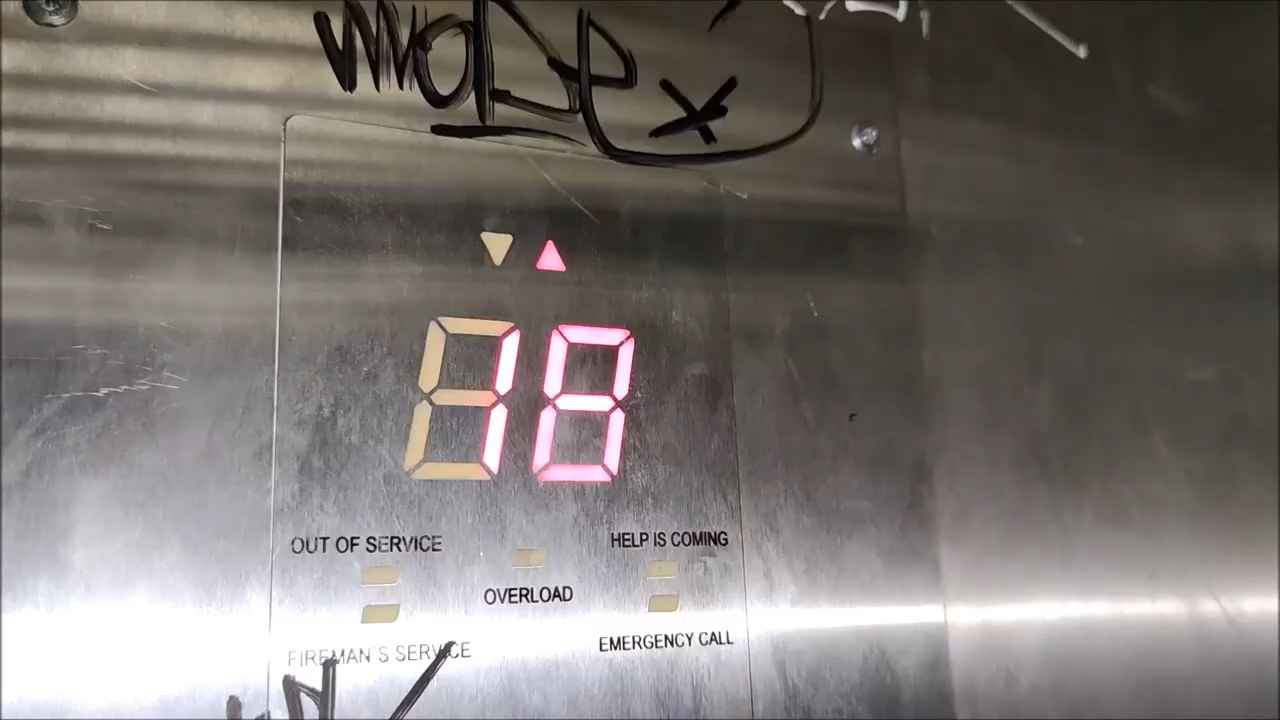 18
OUT OF SERVICE
HELP IS COMING
OVERLOAD
FIREMAN'S SERVICE
EMERGENCY CALL